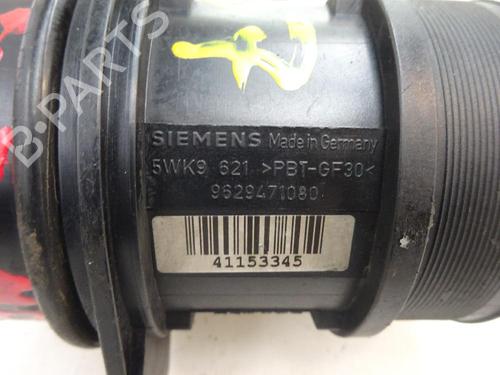 SIEMENS Made in Germany
5WK9 621 >PBT-GF30<
9629471080
41153345
B-PARTS